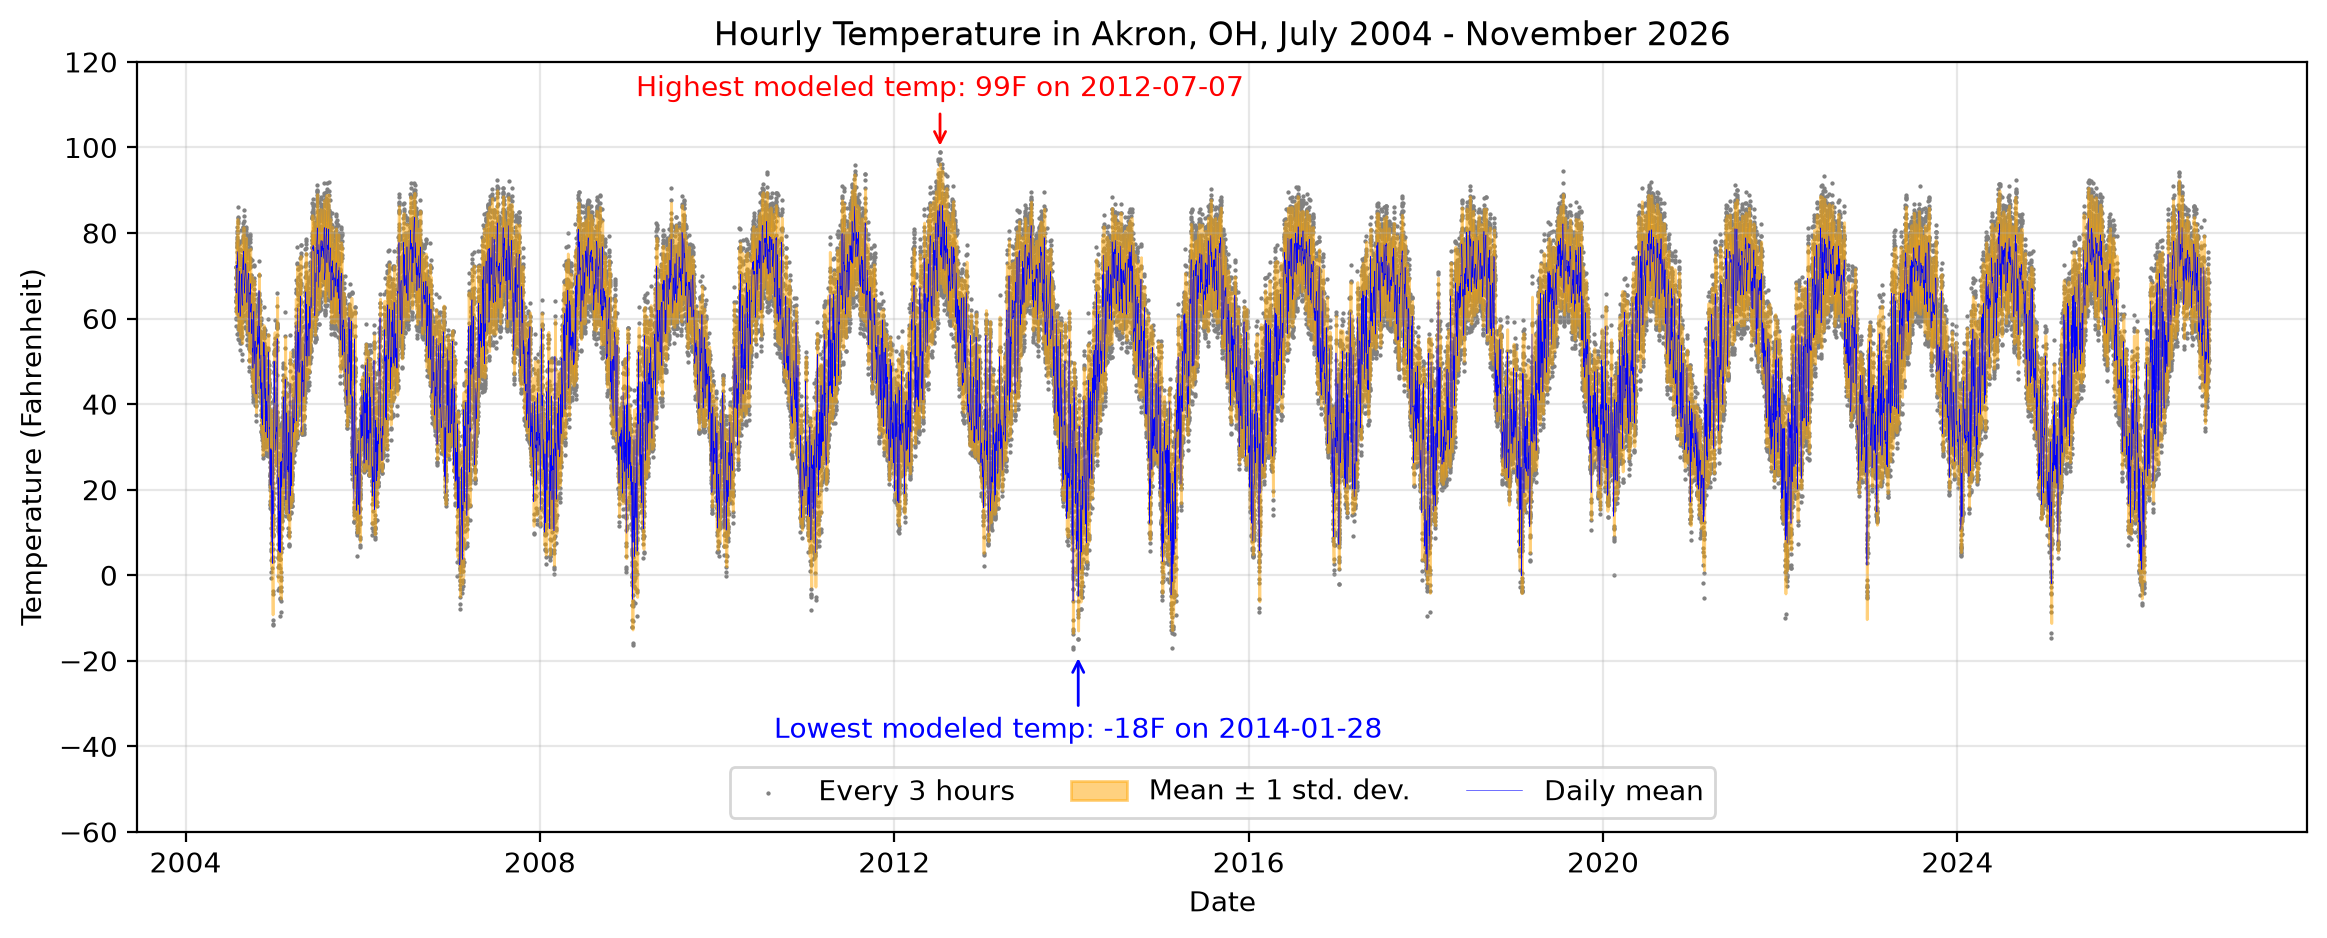 Hourly Temperature in Akron, OH, July 2004 - November 2026
120
100
80
60
40
20
0
−20
−40
−60
Temperature (Fahrenheit)
Highest modeled temp: 99F on 2012-07-07
Lowest modeled temp: -18F on 2014-01-28
Every 3 hours
Mean ± 1 std. dev.
Daily mean
2004
2008
2012
2016
2020
2024
Date